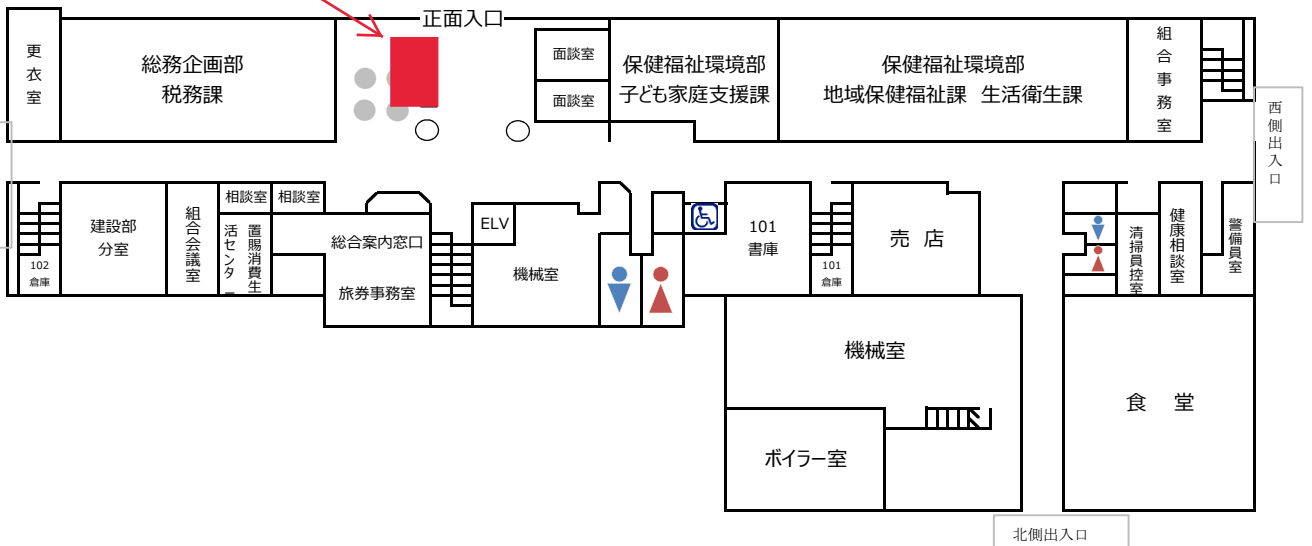 正面入口
更衣室
総務企画部
税務課
面談室
面談室
保健福祉環境部
子ども家庭支援課
保健福祉環境部
地域保健福祉課 生活衛生課
組合事務室
西側出入口
102
倉庫
建設部
分室
組合会議室
相談室
相談室
置賜消費生
活センター
総合案内窓口
旅券事務室
ELV
機械室
101
書庫
101
倉庫
売店
清掃員控室
健康相談室
警備員室
機械室
ボイラー室
食堂
北側出入口